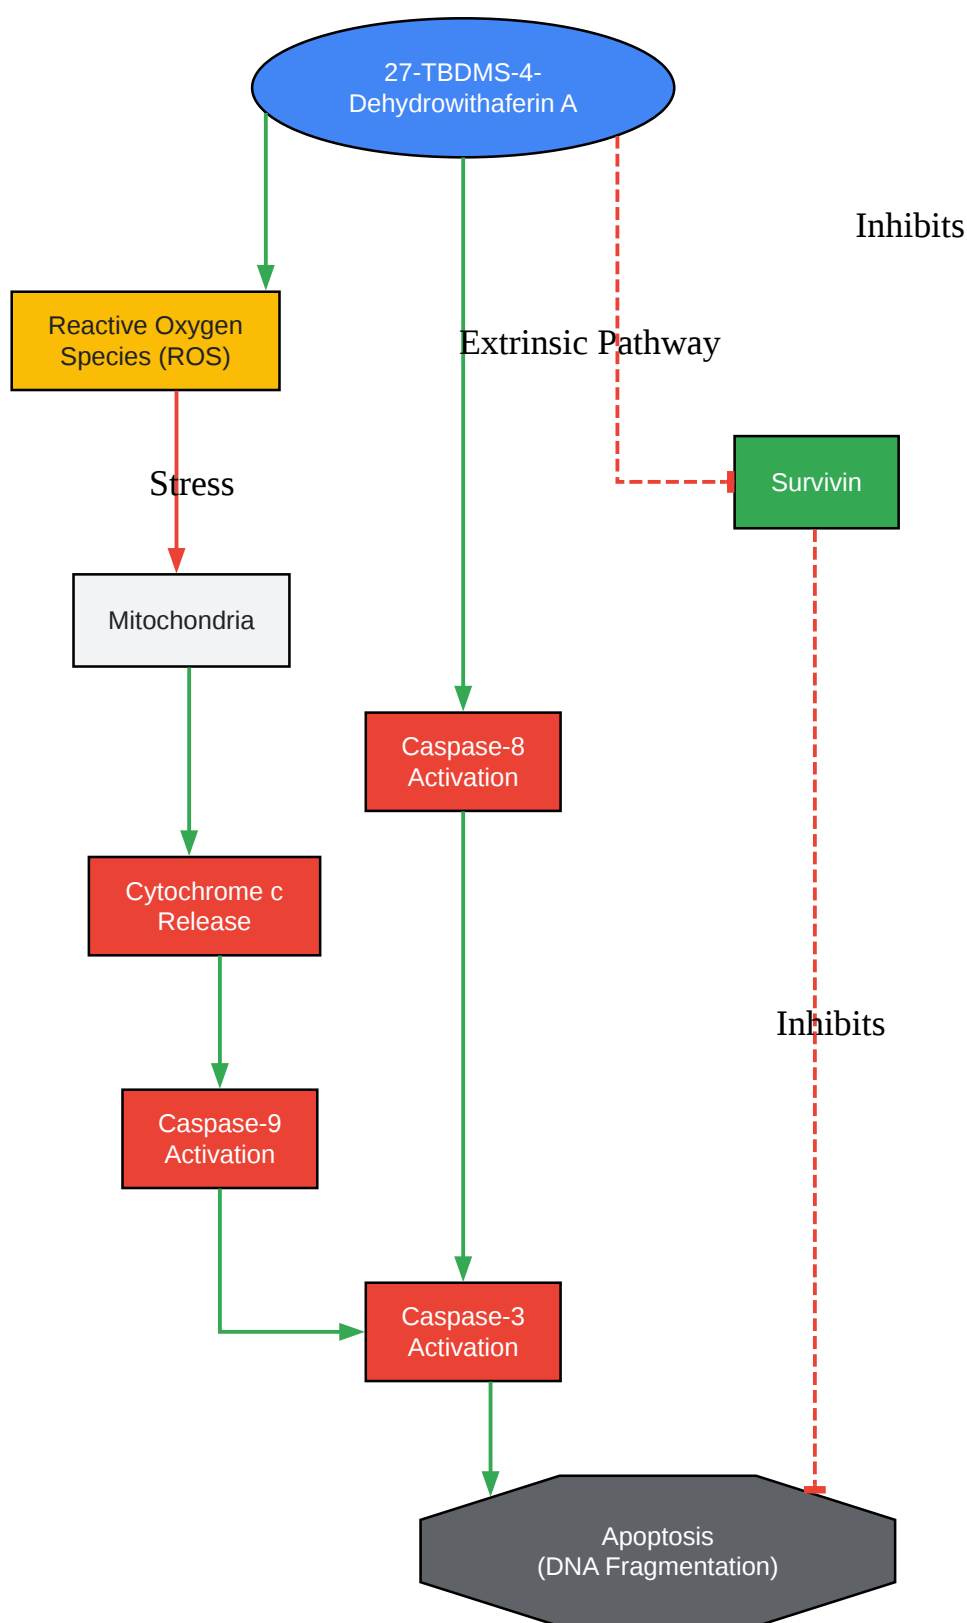 27-TBDMS-4-
Dehydrowithaferin A
Inhibits
Reactive Oxygen
Species (ROS)
Extrinsic Pathway
Stress
Survivin
Mitochondria
Caspase-8
Activation
Cytochrome c
Release
Inhibits
Caspase-9
Activation
Caspase-3
Activation
Apoptosis
(DNA Fragmentation)